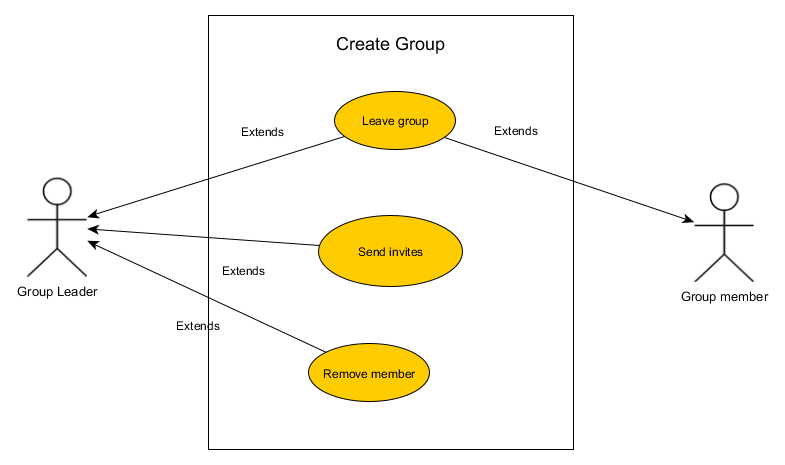 Create Group
Leave group
Extends
Extends
Send invites
Extends
Group Leader
Group member
Extends
Remove member